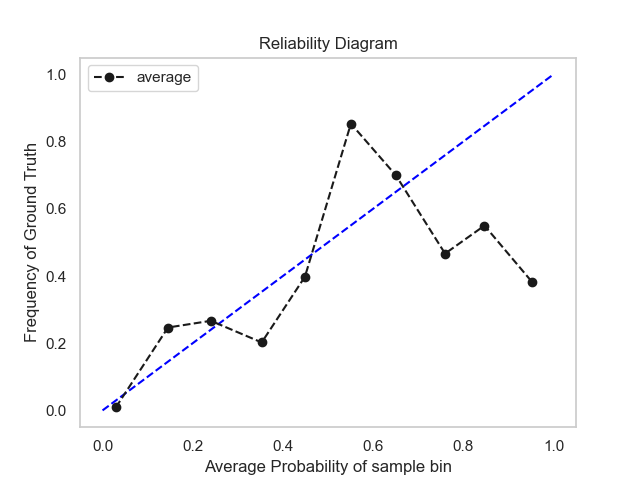 Reliability Diagram
average
Frequency of Ground Truth
1.0
0.8
0.6
0.4
0.2
0.0
0.0 0.2 0.4 0.6 0.8 1.0
Average Probability of sample bin